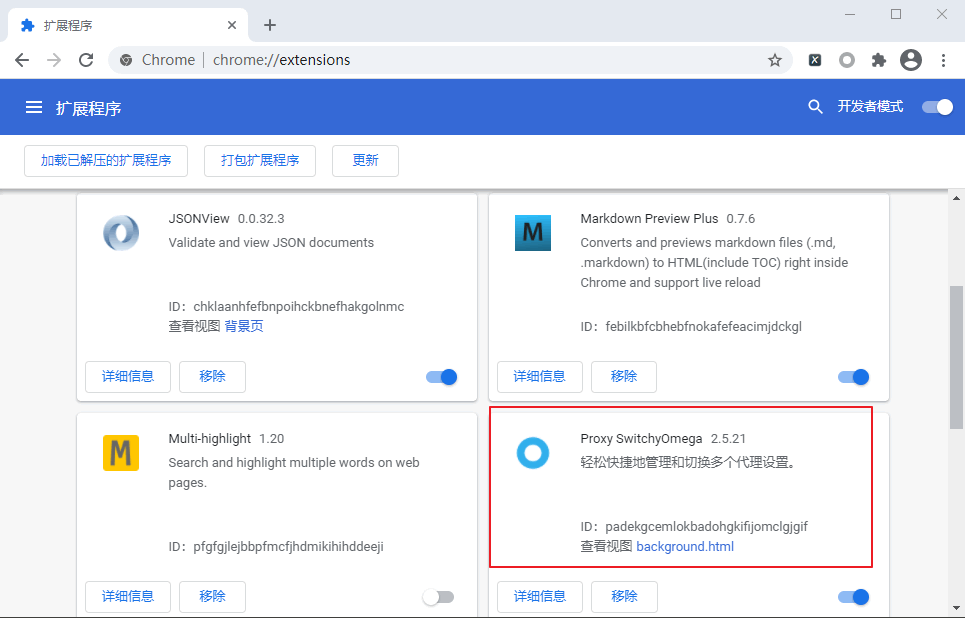 扩展程序
Chrome | chrome://extensions
扩展程序
开发者模式
加载已解压的扩展程序
打包扩展程序
更新
JSONView 0.0.32.3
Validate and view JSON documents
ID：chklaanhfefbnpoihckbnefhakgolnmc
查看视图 背景页
详细信息
移除
Markdown Preview Plus 0.7.6
Converts and previews markdown files (.md,
.markdown) to HTML(include TOC) right inside
Chrome and support live reload
ID：febilkbfcbhebfnokafefeacimjdckgl
详细信息
移除
Multi-highlight 1.20
Search and highlight multiple words on web
pages.
ID：pfgfgjlejbbpfmcfjhdmikihihddeeji
详细信息
移除
Proxy SwitchyOmega 2.5.21
轻松快捷地管理和切换多个代理设置。
ID：padekgcemlokbadohgkifijomclgjgif
查看视图 background.html
详细信息
移除